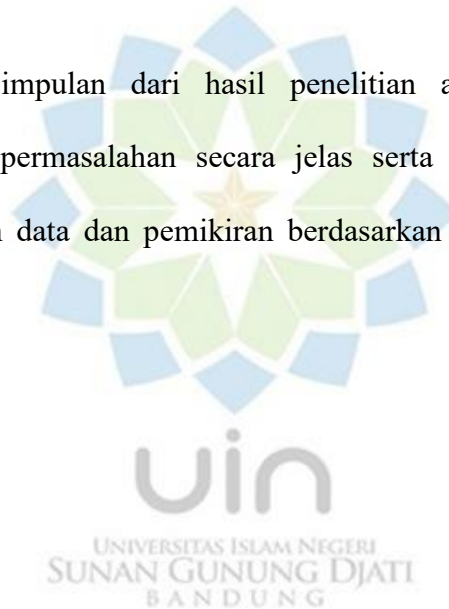 impulan dari hasil penelitian a
permasalahan secara jelas serta
data dan pemikiran berdasarkan
uin
UNIVERSITAS ISLAM NEGERI
SUNAN GUNUNG DJATI
BANDUNG